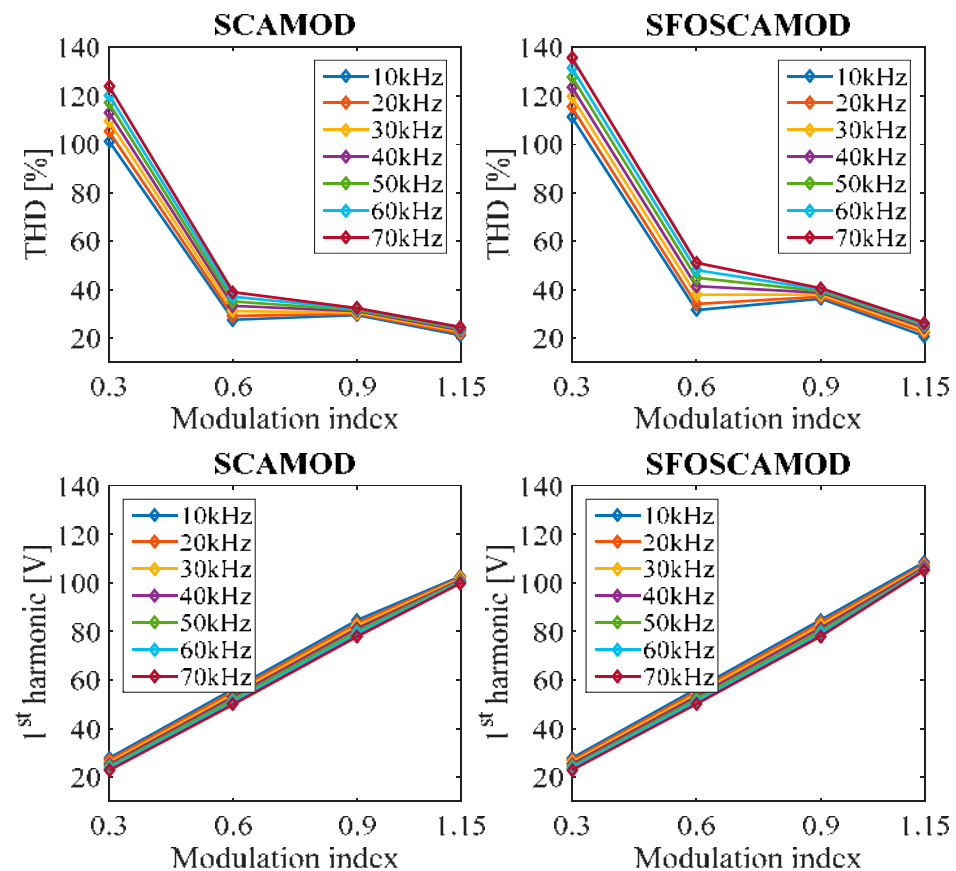 SCAMOD
SFOSCAMOD
140
120
100
80
60
40
20
THD [%]
10kHz
20kHz
30kHz
40kHz
50kHz
60kHz
70kHz
0.3 0.6 0.9 1.15
Modulation index
140
120
100
80
60
40
20
THD [%]
10kHz
20kHz
30kHz
40kHz
50kHz
60kHz
70kHz
0.3 0.6 0.9 1.15
Modulation index
SCAMOD
SFOSCAMOD
140
120
100
80
60
40
20
1st harmonic [V]
10kHz
20kHz
30kHz
40kHz
50kHz
60kHz
70kHz
0.3 0.6 0.9 1.15
Modulation index
140
120
100
80
60
40
20
1st harmonic [V]
10kHz
20kHz
30kHz
40kHz
50kHz
60kHz
70kHz
0.3 0.6 0.9 1.15
Modulation index